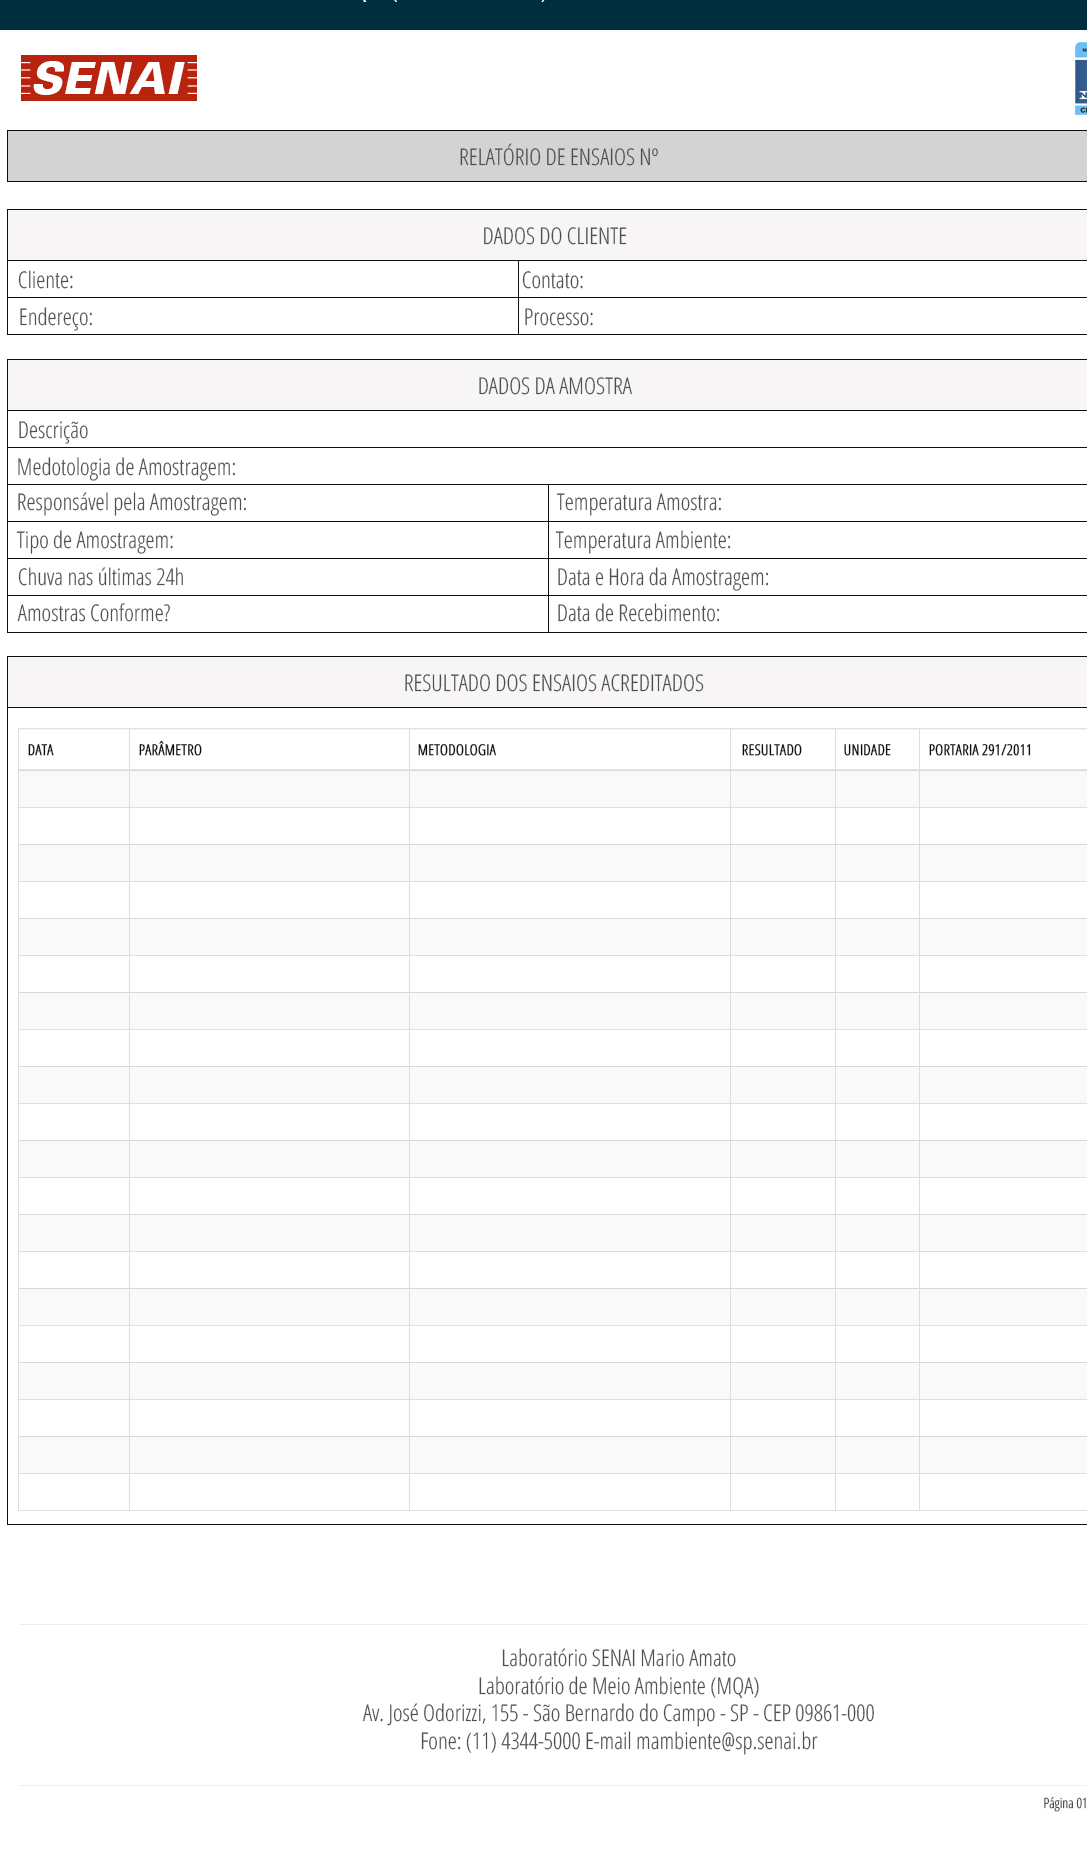 SENAI
RELATÓRIO DE ENSAIOS Nº
DADOS DO CLIENTE
Cliente: Contato:
Endereço: Processo:
DADOS DA AMOSTRA
Descrição
Medotologia de Amostragem:
Responsável pela Amostragem: Temperatura Amostra:
Tipo de Amostragem: Temperatura Ambiente:
Chuva nas últimas 24h Data e Hora da Amostragem:
Amostras Conforme? Data de Recebimento:
RESULTADO DOS ENSAIOS ACREDITADOS
DATA PARÂMETRO METODOLOGIA RESULTADO UNIDADE PORTARIA 291/2011
Laboratório SENAI Mario Amato
Laboratório de Meio Ambiente (MQA)
Av. José Odorizzi, 155 - São Bernardo do Campo - SP - CEP 09861-000
Fone: (11) 4344-5000 E-mail mambiente@sp.senai.br
Página 01